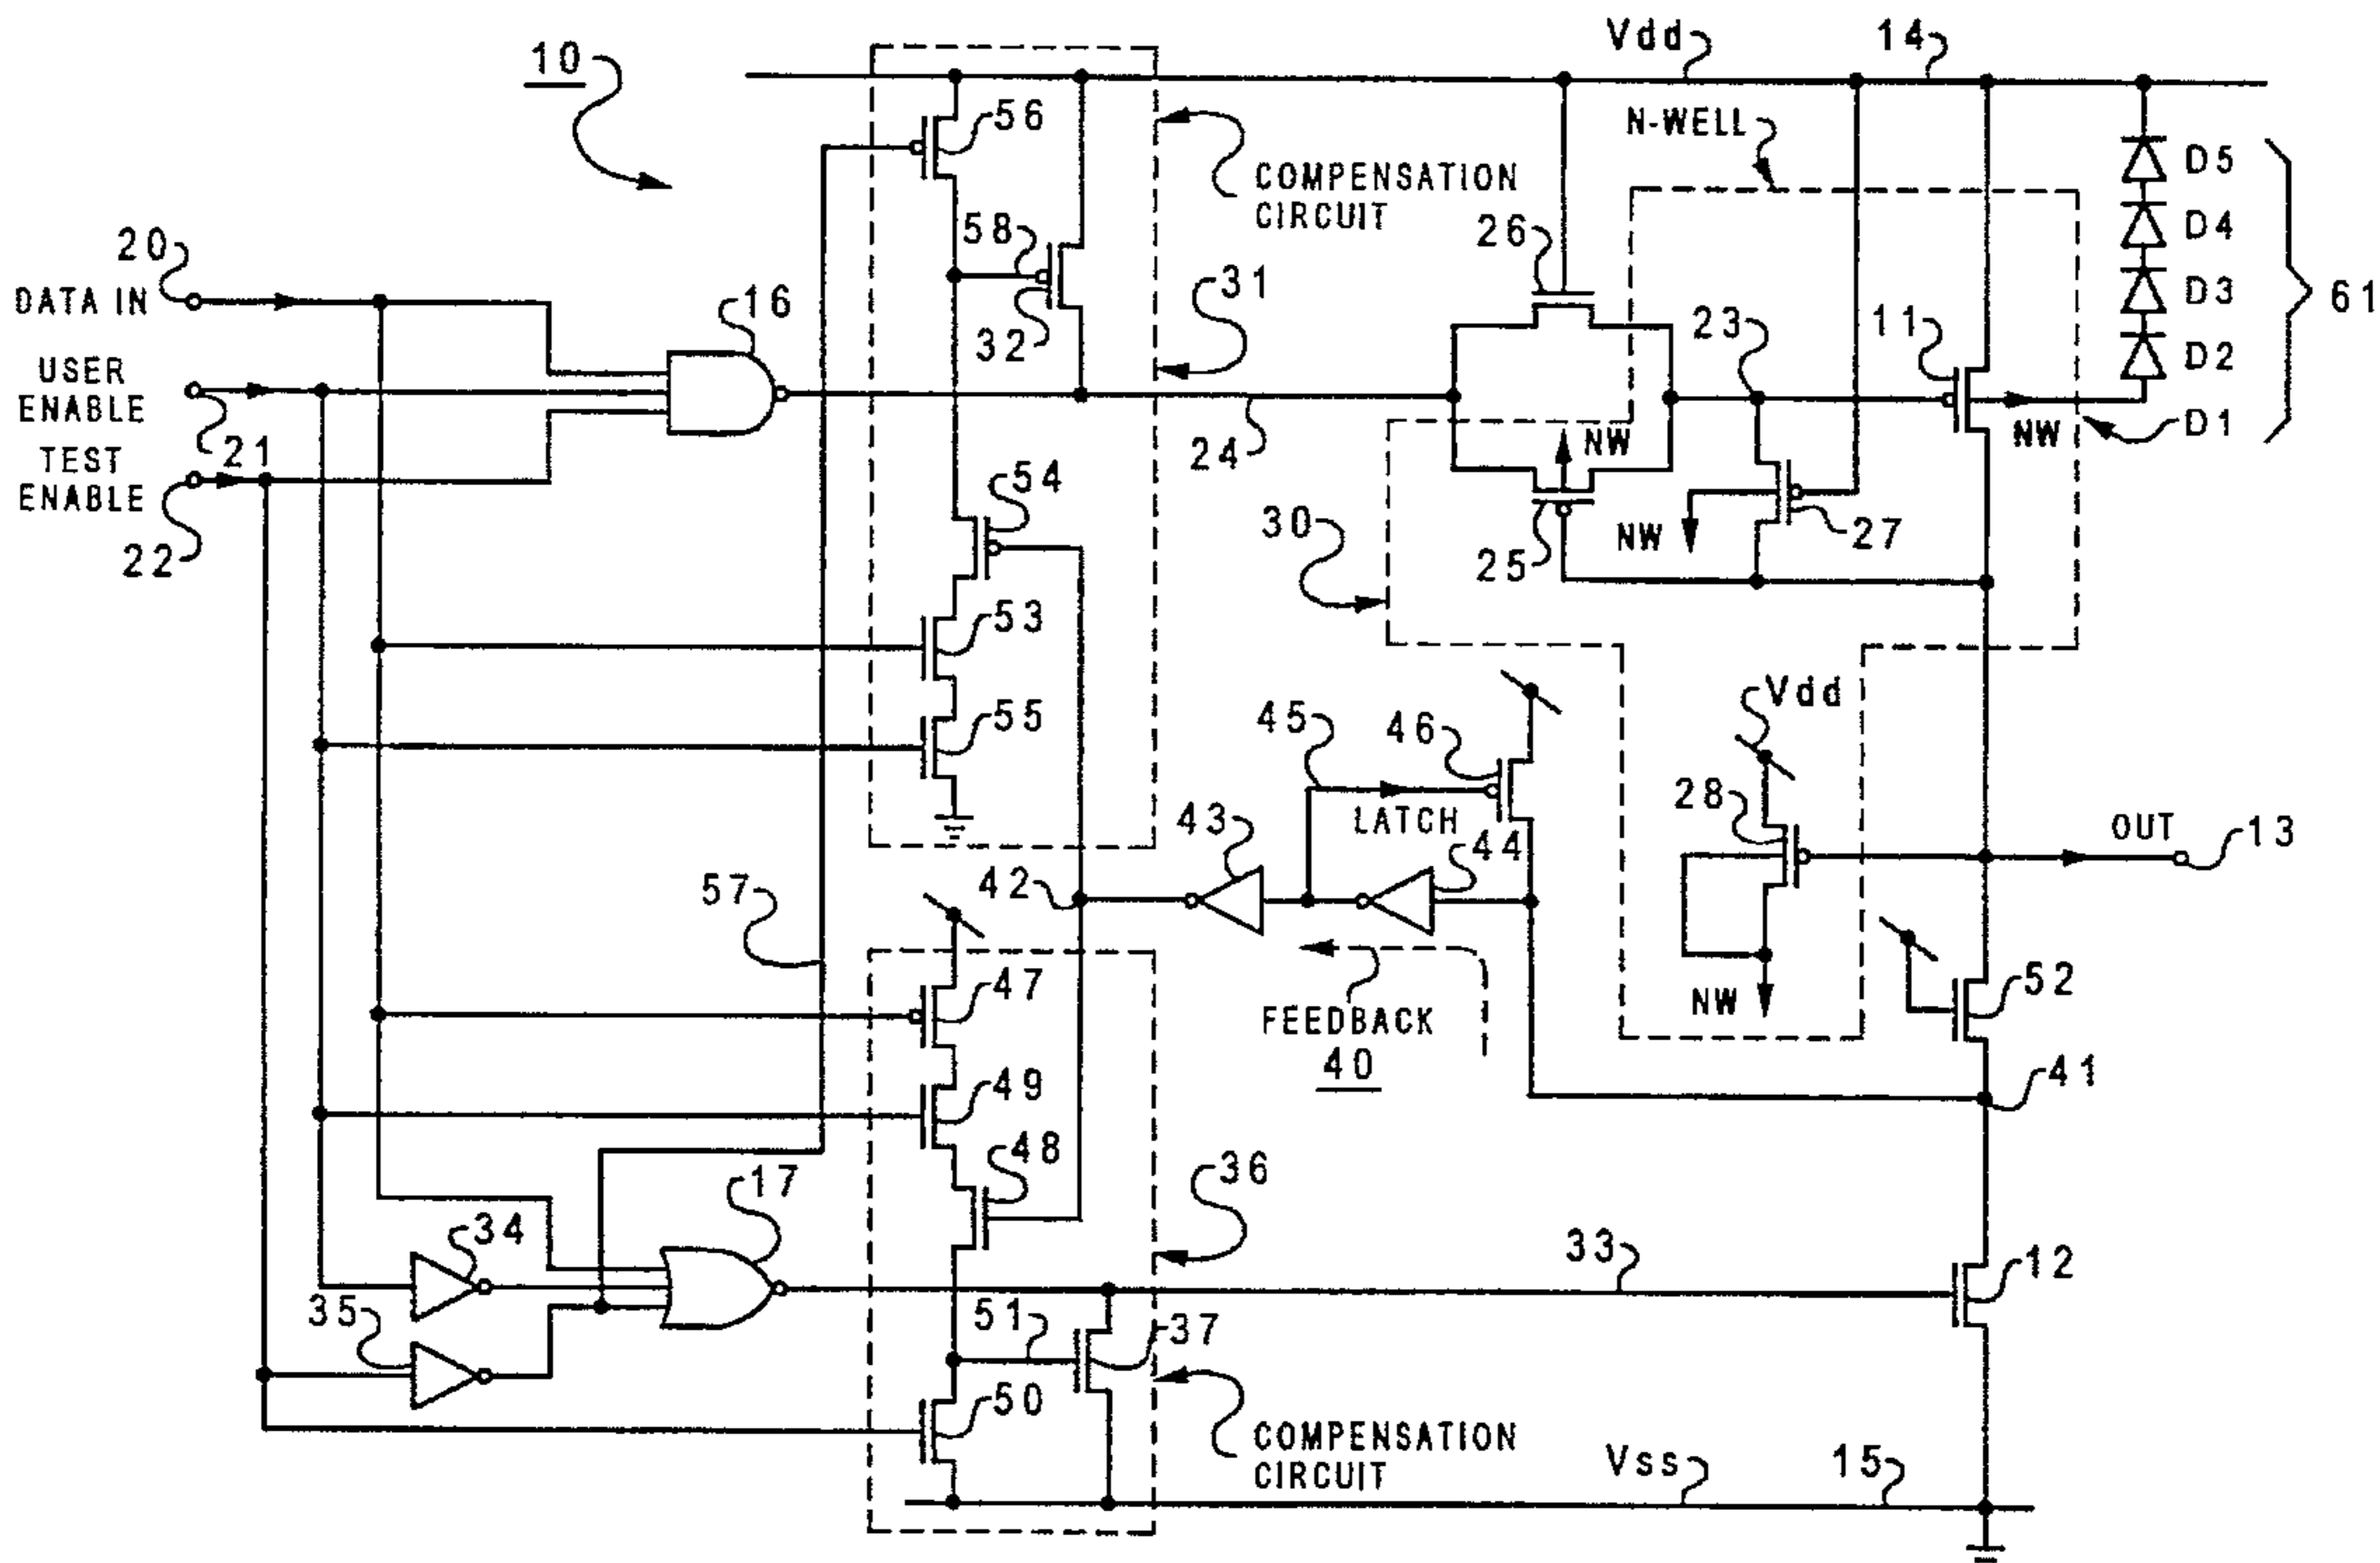 10
Vdd
14
56
N-WELL
D5
COMPENSATION
CIRCUIT
20
58
26
D4
DATA IN
16
32
31
23
11
D3
61
USER
ENABLE
21
24
NW
D2
NW
D1
TEST
ENABLE
22
54
30
25
NW
27
53
55
45
46
Vdd
LATCH
43
44
28
OUT
13
57
42
47
FEEDBACK
40
NW
52
49
41
48
36
17
34
33
12
35
51
37
50
COMPENSATION
CIRCUIT
Vss
15